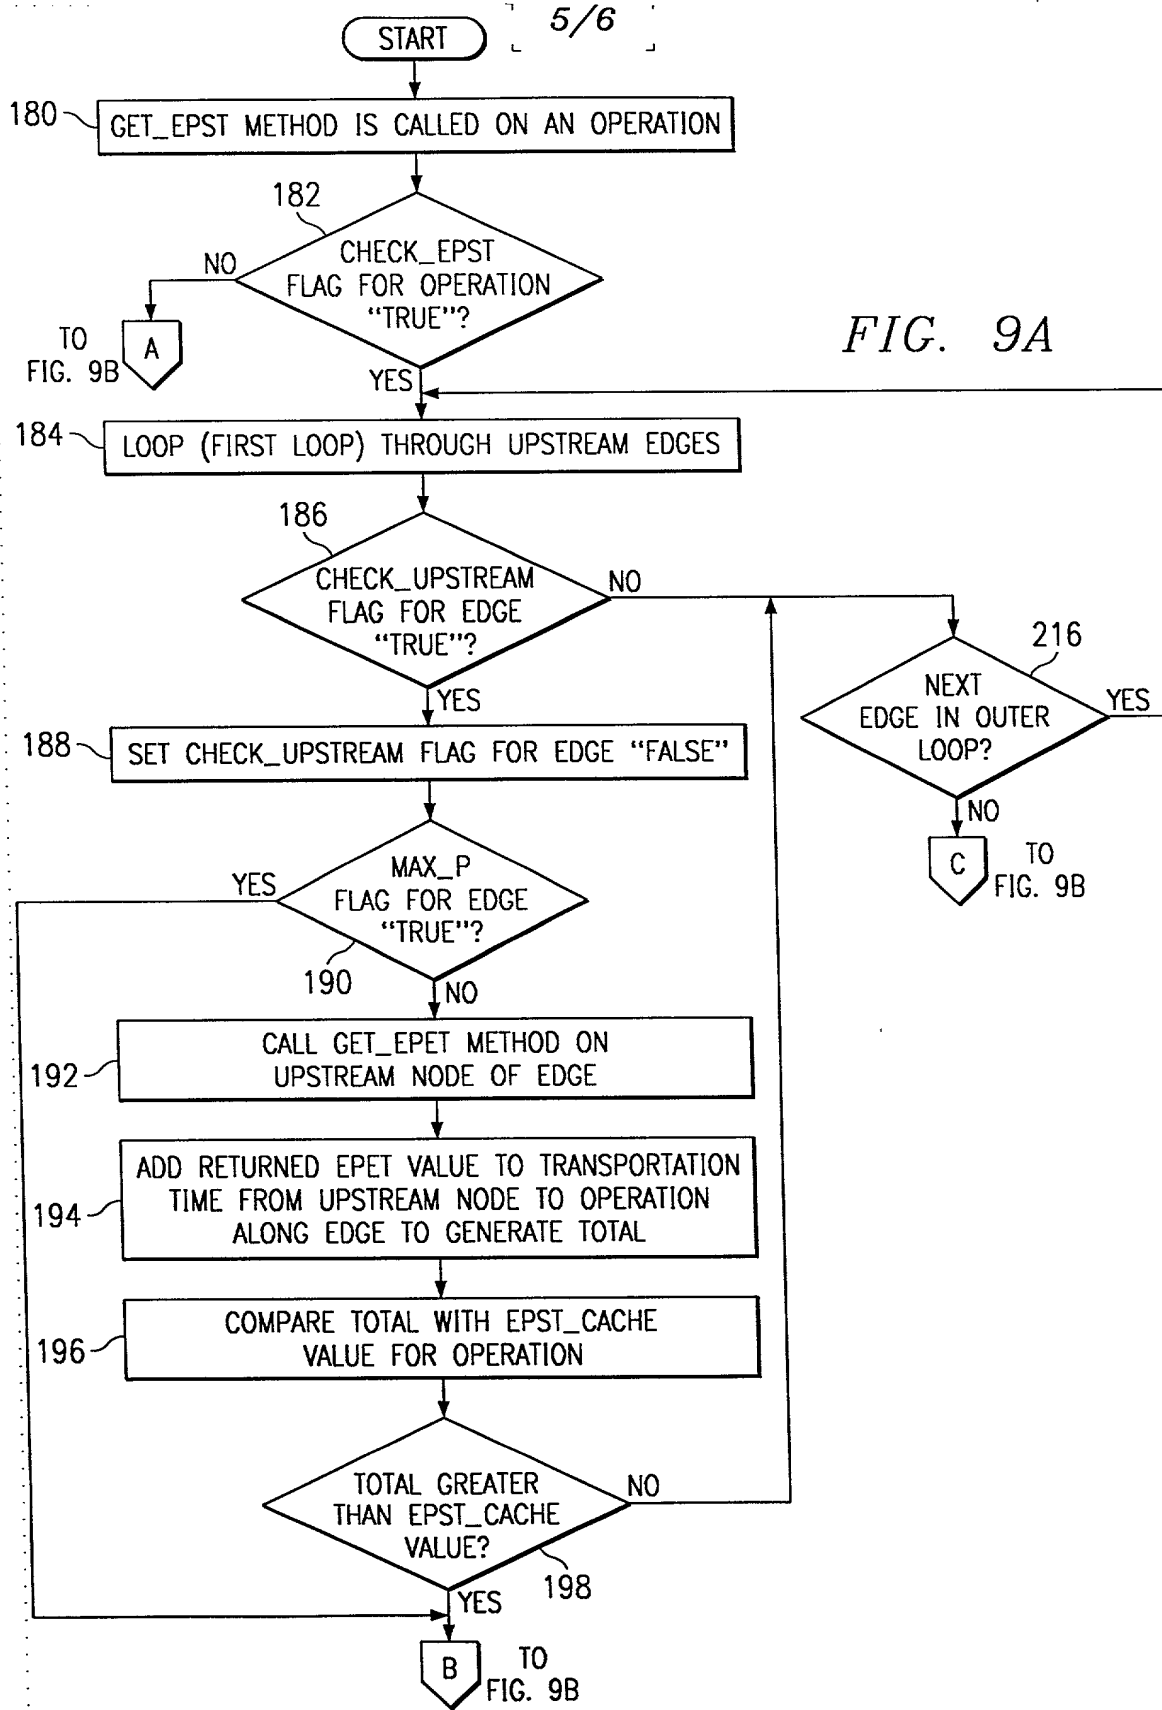 5/6
START
180
GET_EPST METHOD IS CALLED ON AN OPERATION
182
CHECK_EPST
FLAG FOR OPERATION
“TRUE”?
NO
TO
FIG. 9B
A
YES
FIG. 9A
184
LOOP (FIRST LOOP) THROUGH UPSTREAM EDGES
186
CHECK_UPSTREAM
FLAG FOR EDGE
“TRUE”?
NO
YES
216
NEXT
EDGE IN OUTER
LOOP?
YES
NO
C
TO
FIG. 9B
188
SET CHECK_UPSTREAM FLAG FOR EDGE “FALSE”
MAX_P
FLAG FOR EDGE
“TRUE”?
YES
190
NO
192
CALL GET_EPET METHOD ON
UPSTREAM NODE OF EDGE
194
ADD RETURNED EPET VALUE TO TRANSPORTATION
TIME FROM UPSTREAM NODE TO OPERATION
ALONG EDGE TO GENERATE TOTAL
196
COMPARE TOTAL WITH EPST_CACHE
VALUE FOR OPERATION
TOTAL GREATER
THAN EPST_CACHE
VALUE?
NO
198
YES
B
TO
FIG. 9B